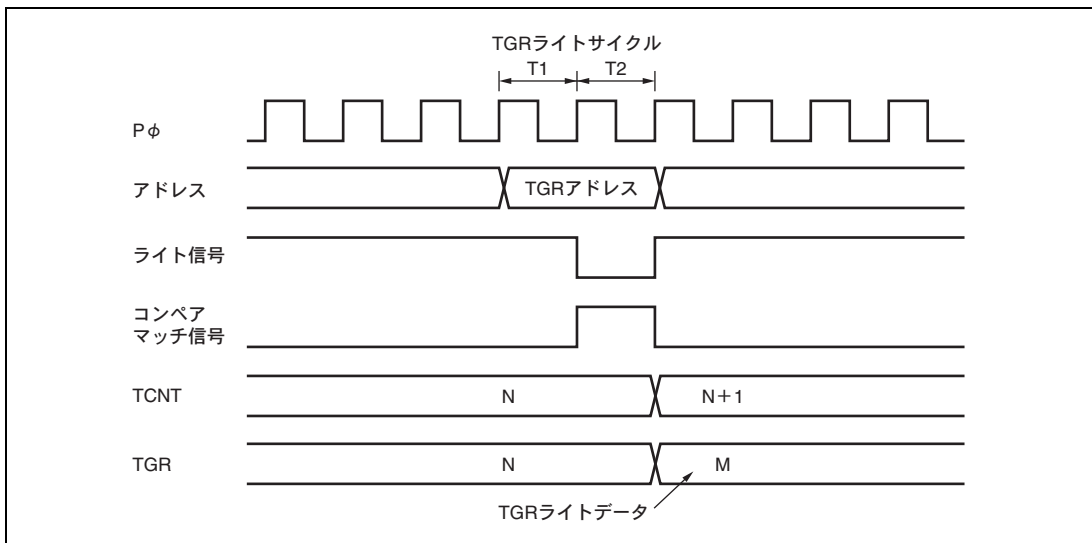 TGRライトサイクル
T1 T2
Pφ
アドレス TGRアドレス
ライト信号
コンペア
マッチ信号
TCNT N N+1
TGR N M
TGRライトデータ